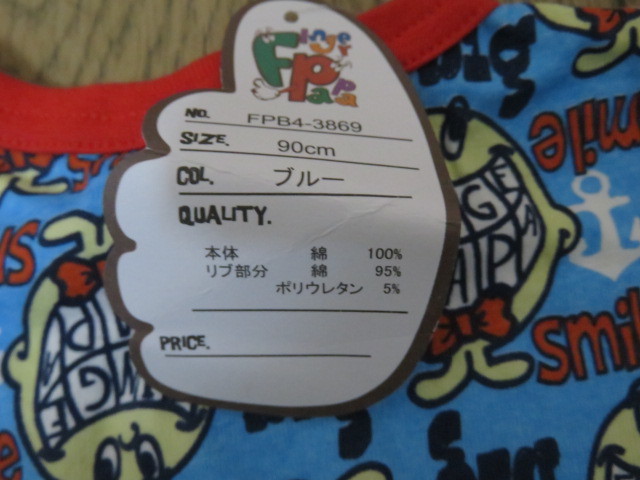 Finger
Papa
NO. FPB4-3869
SIZE. 90cm
COL. ブルー
QUALITY.
本体 綿 100%
リブ部分 綿 95%
ポリウレタン 5%
PRICE.
smile
smile